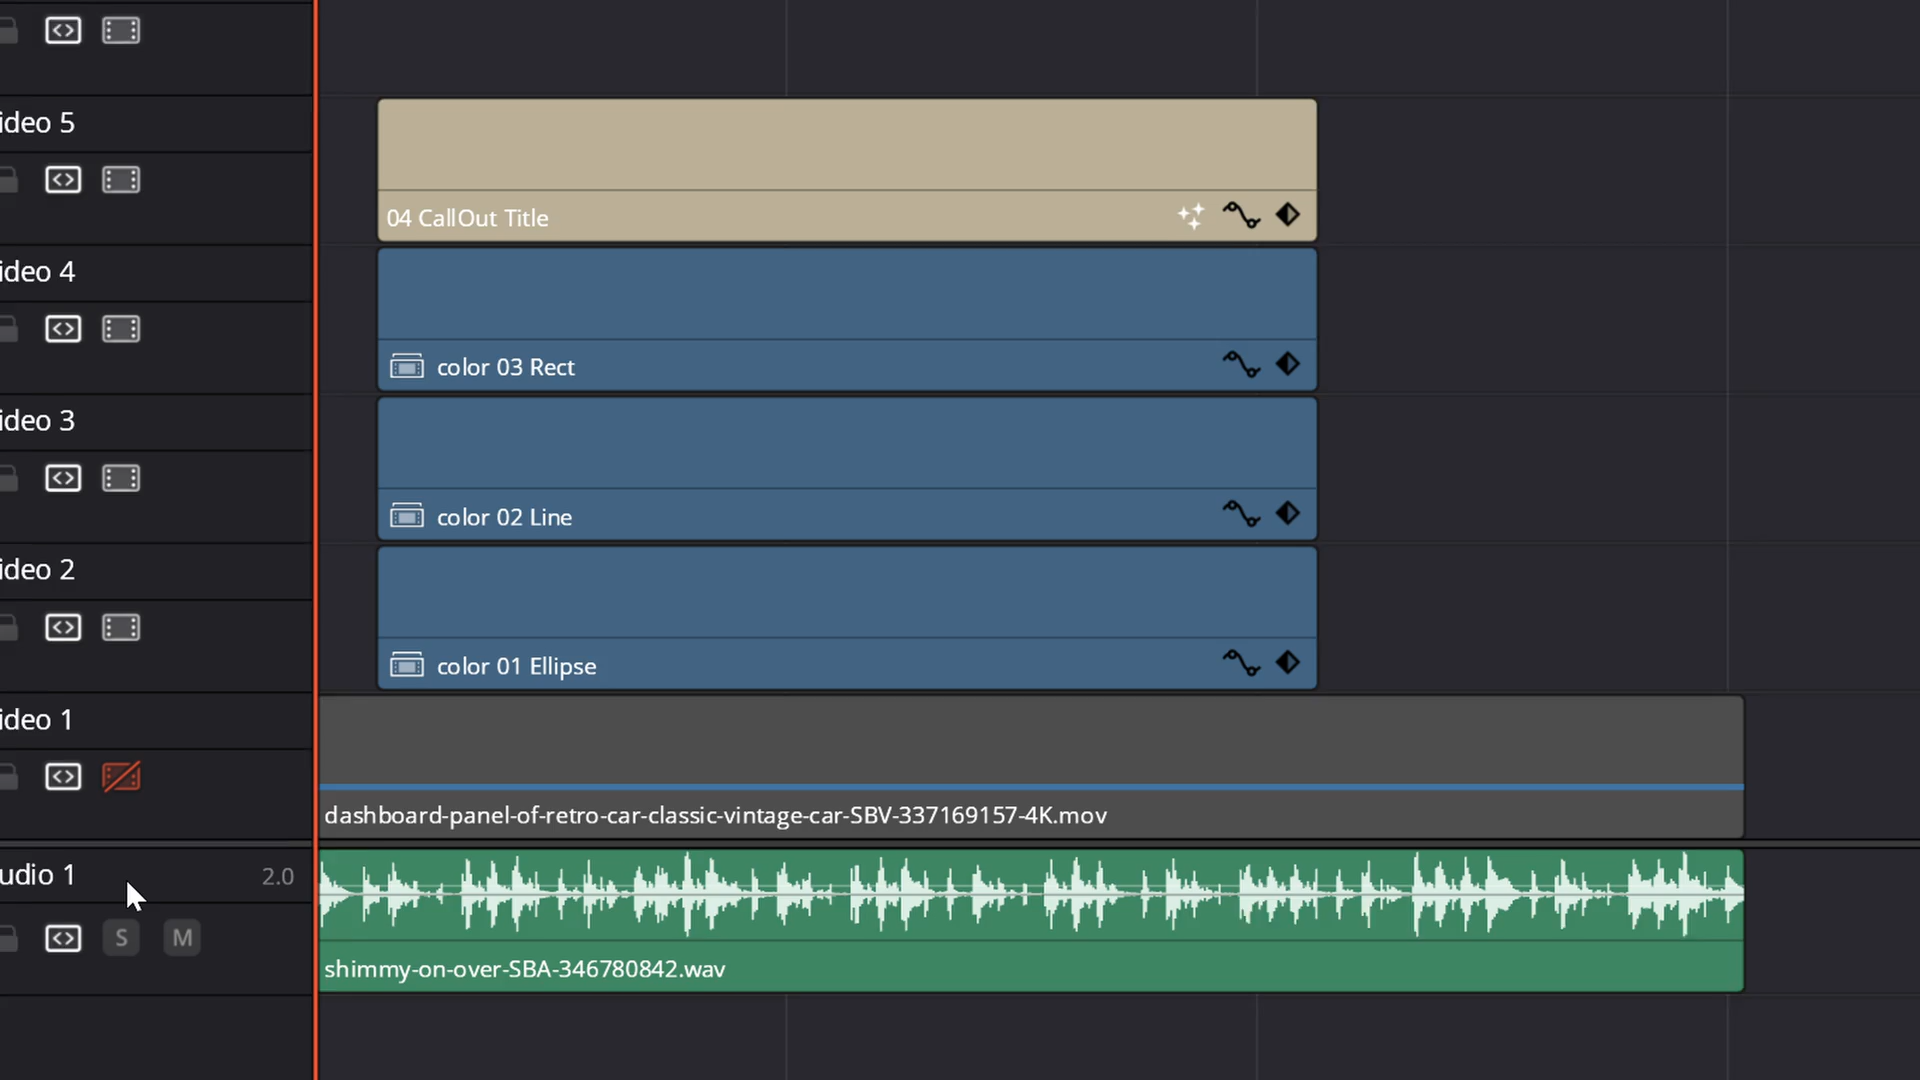 ideo 5
04 CallOut Title
ideo 4
color 03 Rect
ideo 3
color 02 Line
ideo 2
color 01 Ellipse
ideo 1
dashboard-panel-of-retro-car-classic-vintage-car-SBV-337169157-4K.mov
udio 1 2.0
S M
shimmy-on-over-SBA-346780842.wav